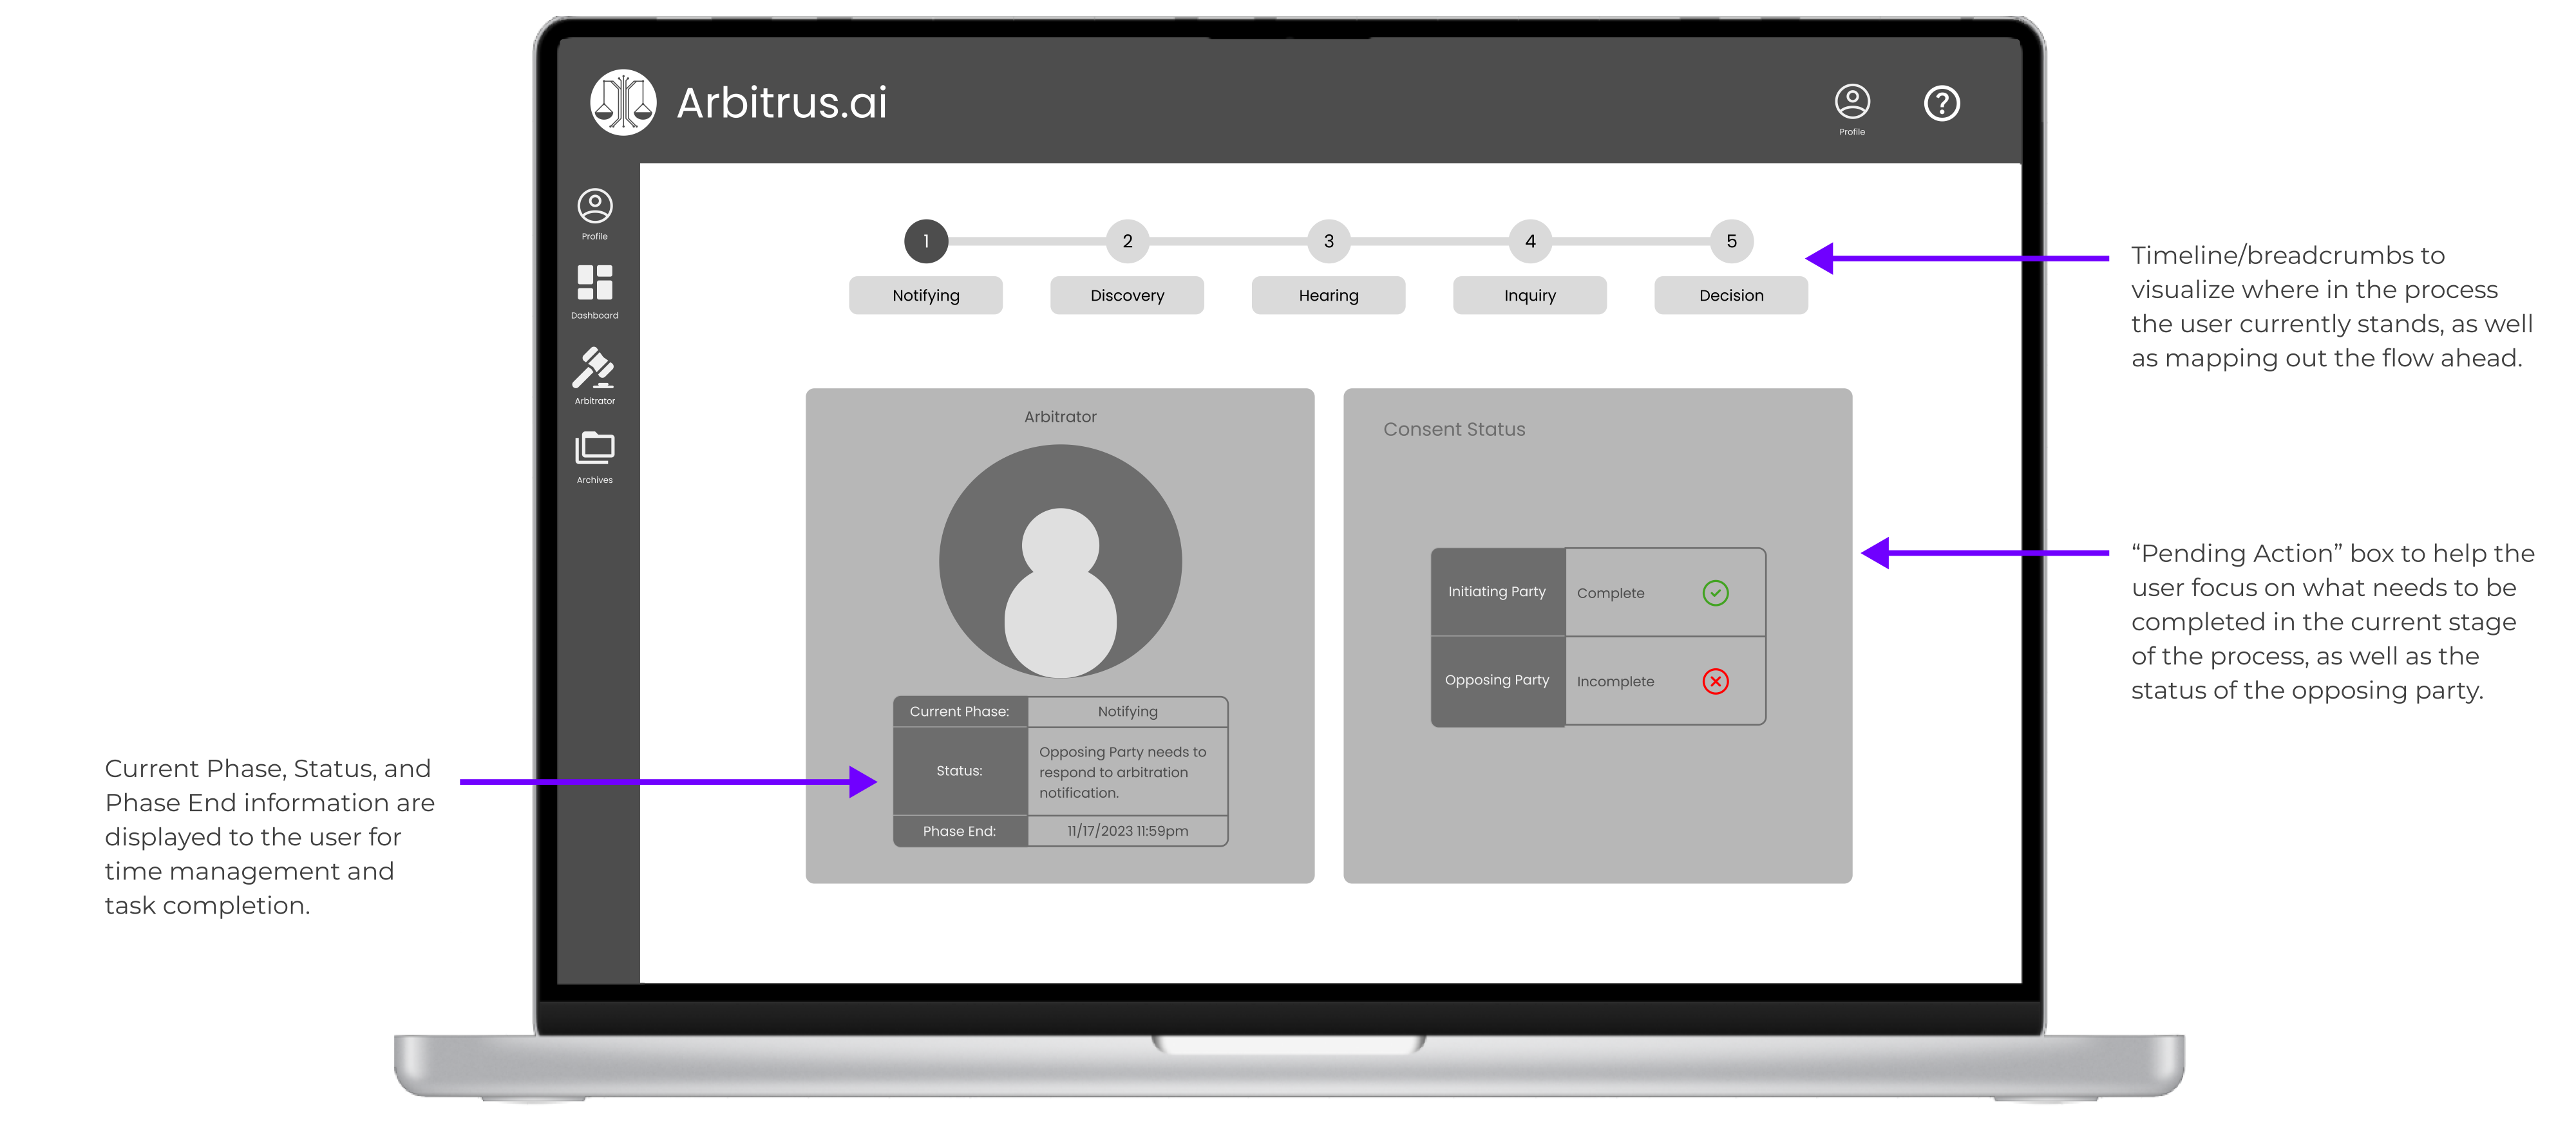 Arbitrus.ai
Profile
?
Profile
Dashboard
Arbitrator
Archives
1
2
3
4
5
Notifying
Discovery
Hearing
Inquiry
Decision
Arbitrator
Current Phase:
Notifying
Status:
Opposing Party needs to
respond to arbitration
notification.
Phase End:
11/17/2023 11:59pm
Consent Status
Initiating Party
Complete
Opposing Party
Incomplete
Timeline/breadcrumbs to
visualize where in the process
the user currently stands, as well
as mapping out the flow ahead.
“Pending Action” box to help the
user focus on what needs to be
completed in the current stage
of the process, as well as the
status of the opposing party.
Current Phase, Status, and
Phase End information are
displayed to the user for
time management and
task completion.